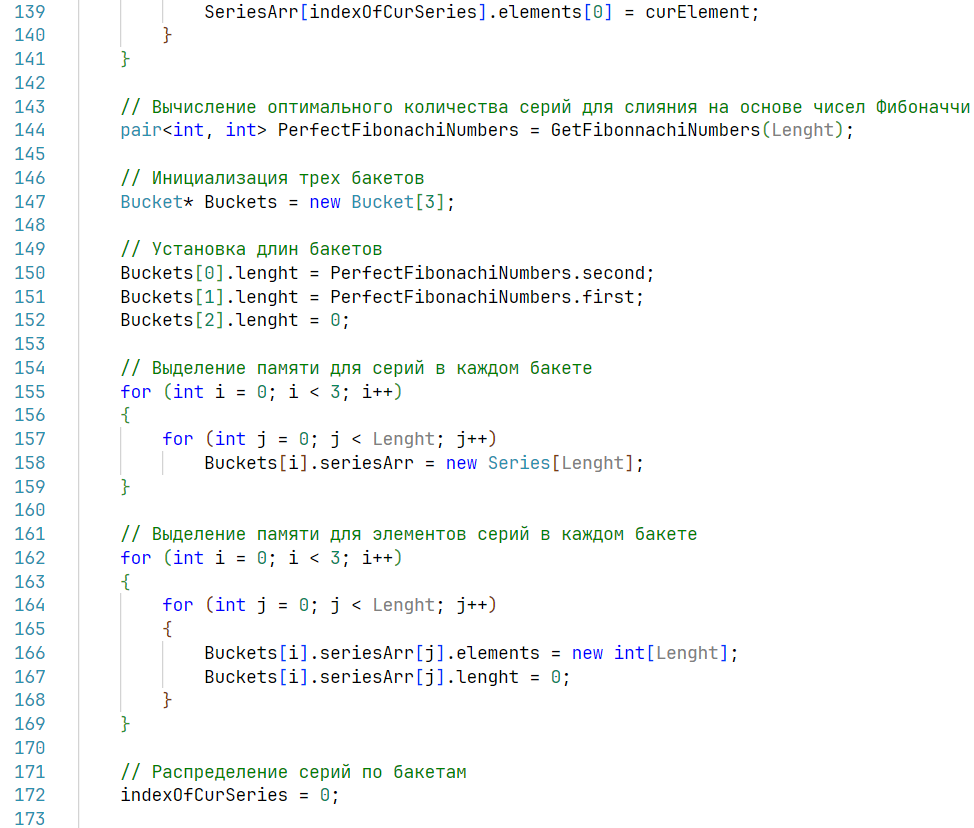 139 SeriesArr[indexOfCurSeries].elements[0] = curElement;
140 }
141 }
142
143 // Вычисление оптимального количества серий для слияния на основе чисел Фибоначчи
144 pair<int, int> PerfectFibonachiNumbers = GetFibonnachiNumbers(Lenght);
145
146 // Инициализация трех бакетов
147 Bucket* Buckets = new Bucket[3];
148
149 // Установка длин бакетов
150 Buckets[0].lenght = PerfectFibonachiNumbers.second;
151 Buckets[1].lenght = PerfectFibonachiNumbers.first;
152 Buckets[2].lenght = 0;
153
154 // Выделение памяти для серий в каждом бакете
155 for (int i = 0; i < 3; i++)
156 {
157 for (int j = 0; j < Lenght; j++)
158 Buckets[i].seriesArr = new Series[Lenght];
159 }
160
161 // Выделение памяти для элементов серий в каждом бакете
162 for (int i = 0; i < 3; i++)
163 {
164 for (int j = 0; j < Lenght; j++)
165 {
166 Buckets[i].seriesArr[j].elements = new int[Lenght];
167 Buckets[i].seriesArr[j].lenght = 0;
168 }
169 }
170
171 // Распределение серий по бакетам
172 indexOfCurSeries = 0;
173